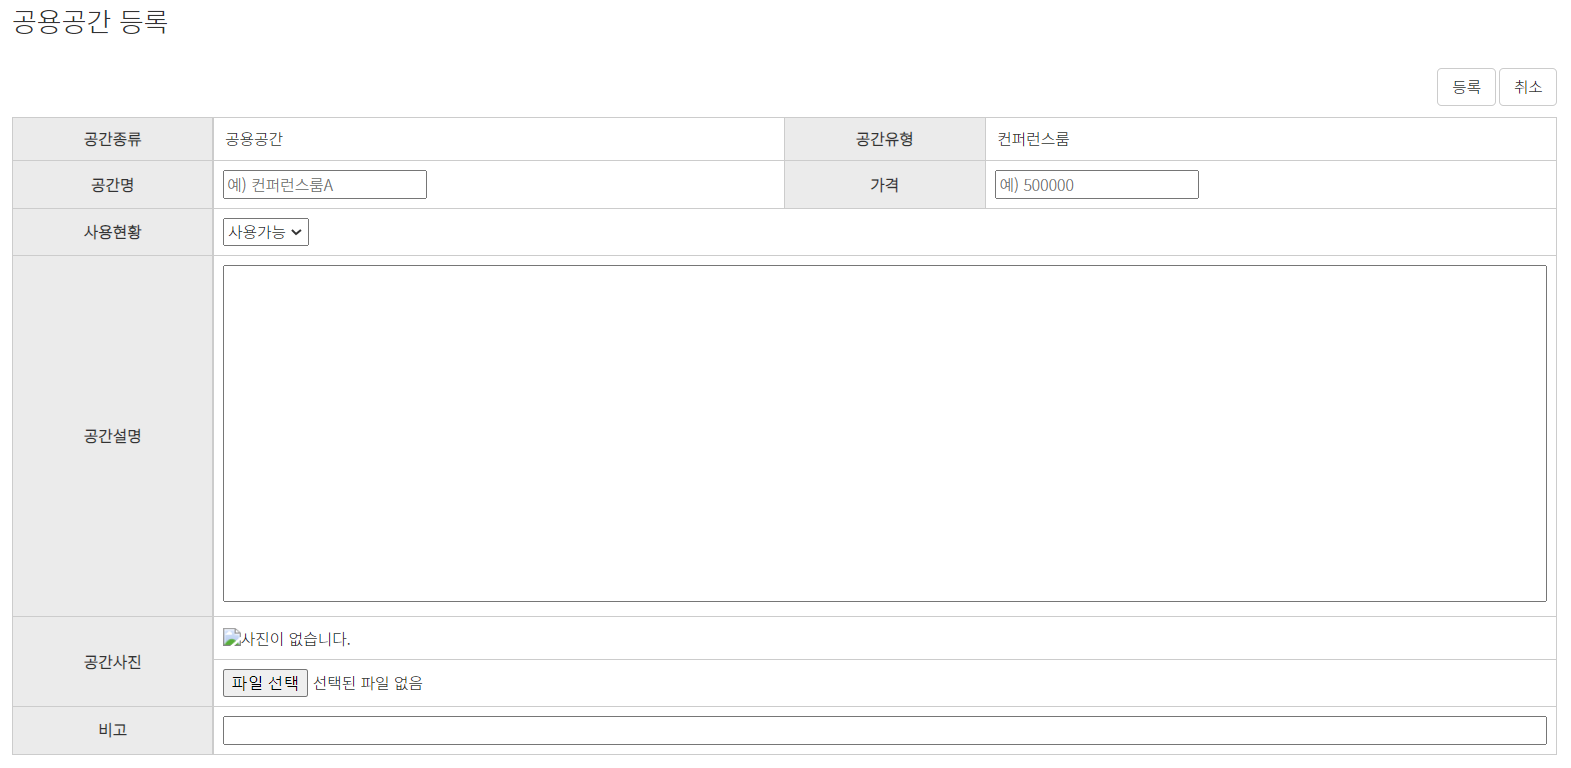 공용공간 등록
등록 취소
공간종류 공용공간 공간유형 컨퍼런스룸
공간명 예) 컨퍼런스룸A 가격 예) 500000
사용현황 사용가능
공간설명
공간사진 사진이 없습니다.
파일 선택 선택된 파일 없음
비고